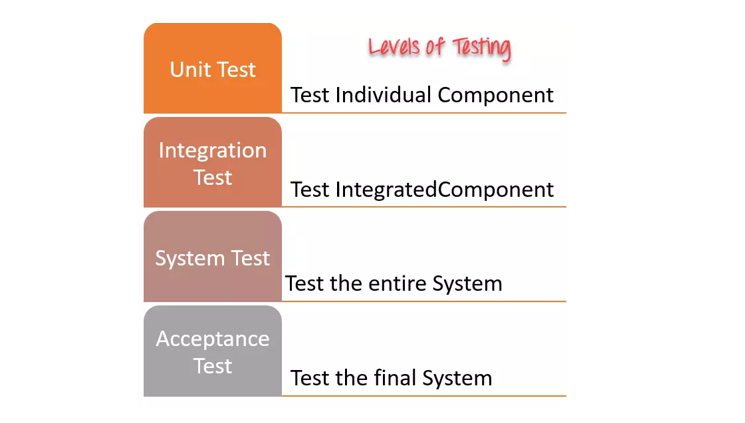 Levels of Testing
Unit Test
Test Individual Component
Integration
Test
Test IntegratedComponent
System Test
Test the entire System
Acceptance
Test
Test the final System